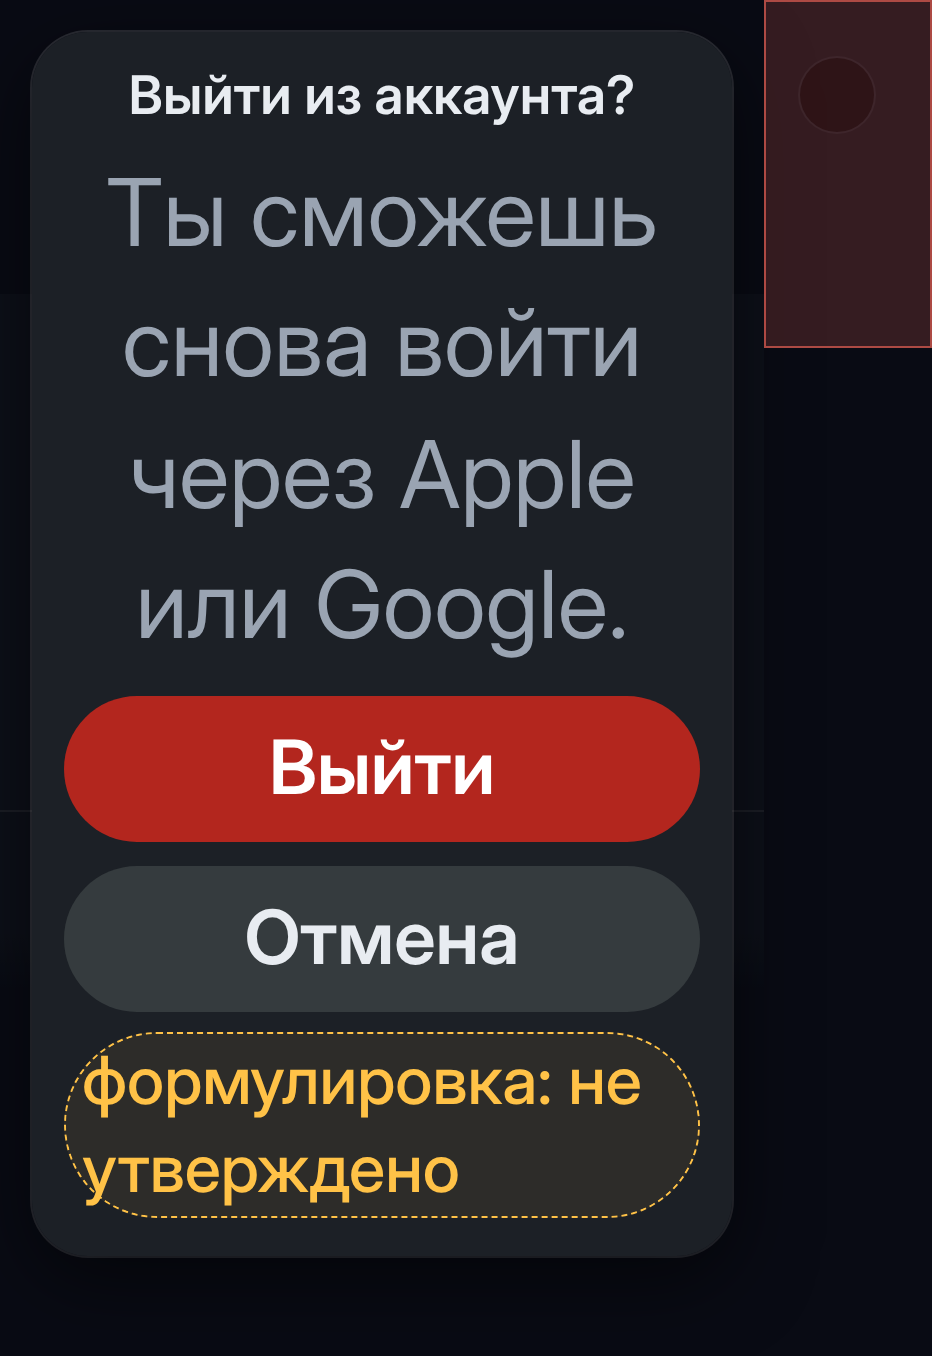 Выйти из аккаунта?
Ты сможешь
снова войти
через Apple
или Google.
Выйти
Отмена
формулировка: не
утверждено